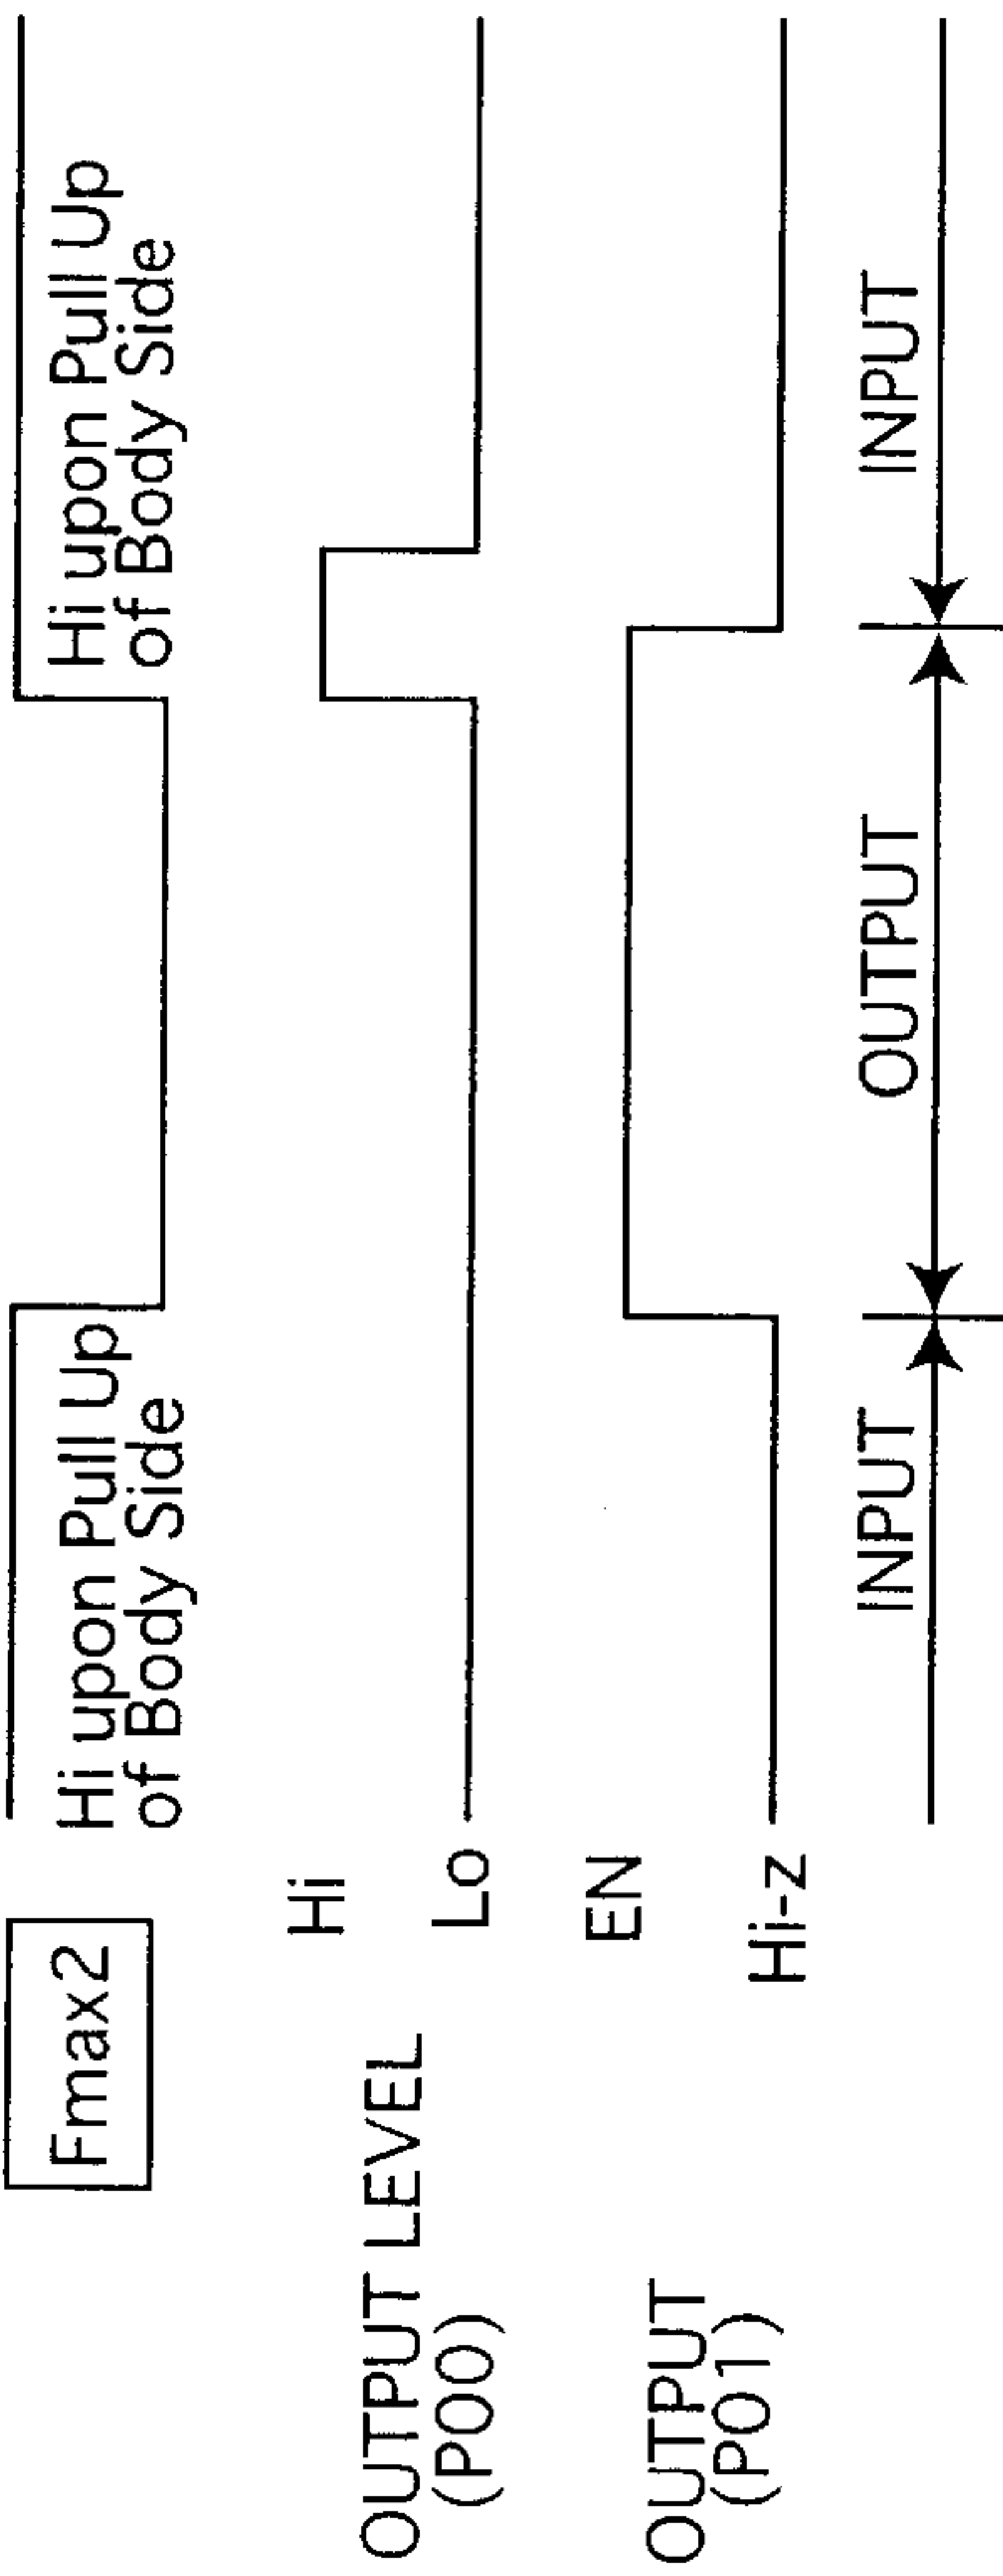 Fmax2
Hi upon Pull Up
of Body Side
Hi upon Pull Up
of Body Side
OUTPUT LEVEL
(P00)
Hi
Lo
OUTPUT
(P01)
EN
Hi-z
INPUT
OUTPUT
INPUT